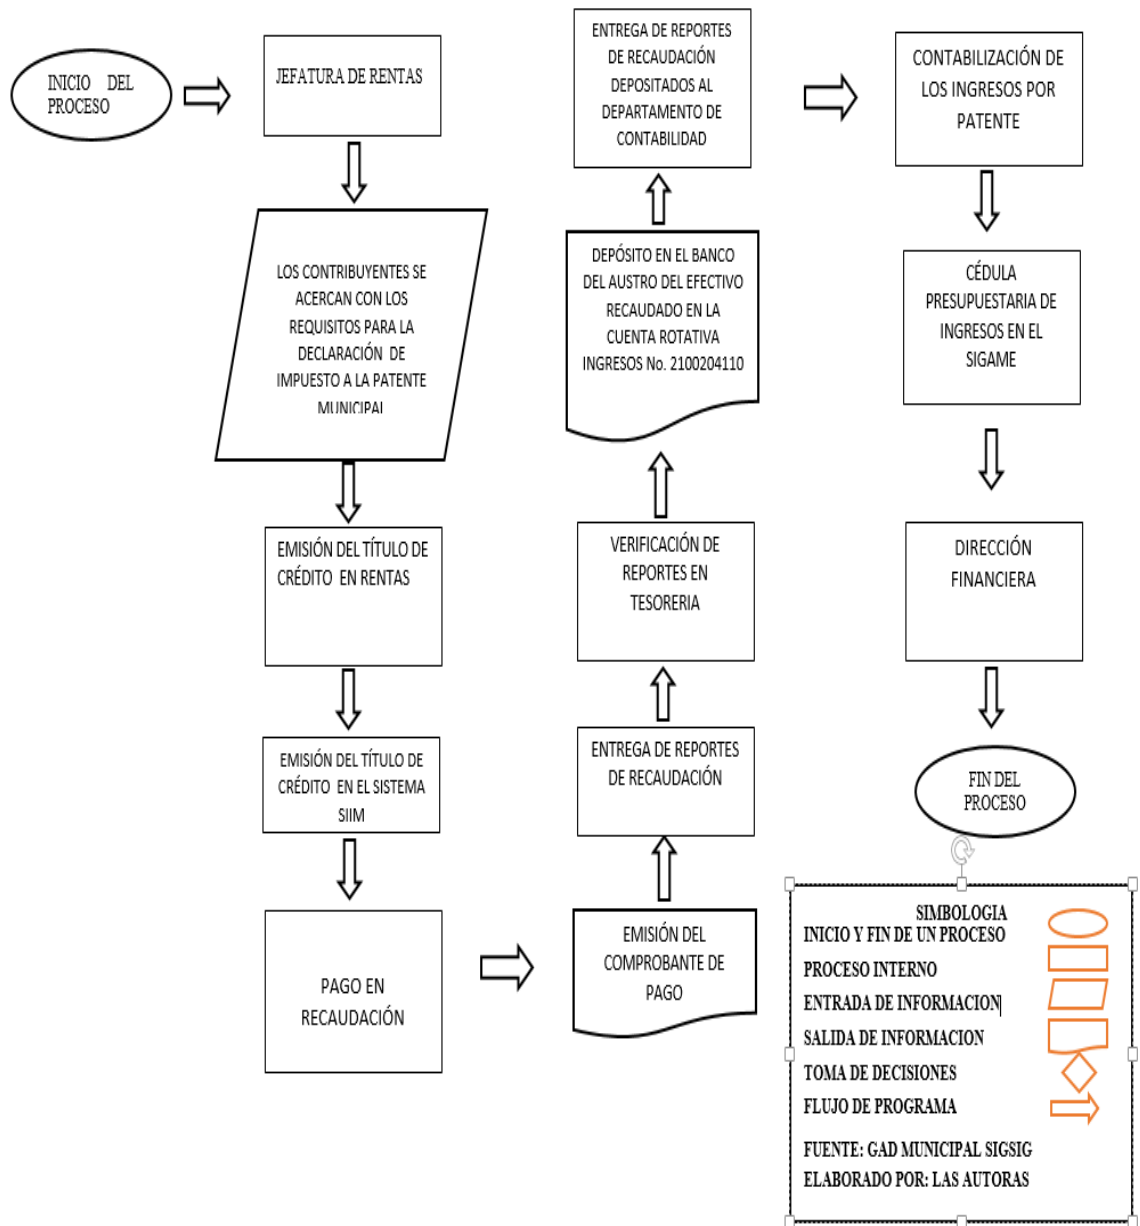 INICIO DEL
PROCESO
JEFATURA DE RENTAS
LOS CONTRIBUYENTES SE
ACERCAN CON LOS
REQUISITOS PARA LA
DECLARACIÓN DE
IMPUESTO A LA PATENTE
MUNICIPAL
EMISIÓN DEL TÍTULO DE
CRÉDITO EN RENTAS
EMISIÓN DEL TÍTULO DE
CRÉDITO EN EL SISTEMA
SIIM
PAGO EN
RECAUDACIÓN
EMISIÓN DEL
COMPROBANTE DE
PAGO
ENTREGA DE REPORTES
DE RECAUDACIÓN
VERIFICACIÓN DE
REPORTES EN
TESORERIA
DEPÓSITO EN EL BANCO
DEL AUSTRO DEL EFECTIVO
RECAUDADO EN LA
CUENTA ROTATIVA
INGRESOS No. 2100204110
ENTREGA DE REPORTES
DE RECAUDACIÓN
DEPOSITADOS AL
DEPARTAMENTO DE
CONTABILIDAD
CONTABILIZACIÓN DE
LOS INGRESOS POR
PATENTE
CÉDULA
PRESUPUESTARIA DE
INGRESOS EN EL
SIGAME
DIRECCIÓN
FINANCIERA
FIN DEL
PROCESO
SIMBOLOGIA
INICIO Y FIN DE UN PROCESO
PROCESO INTERNO
ENTRADA DE INFORMACION
SALIDA DE INFORMACION
TOMA DE DECISIONES
FLUJO DE PROGRAMA
FUENTE: GAD MUNICIPAL SIGSIG
ELABORADO POR: LAS AUTORAS